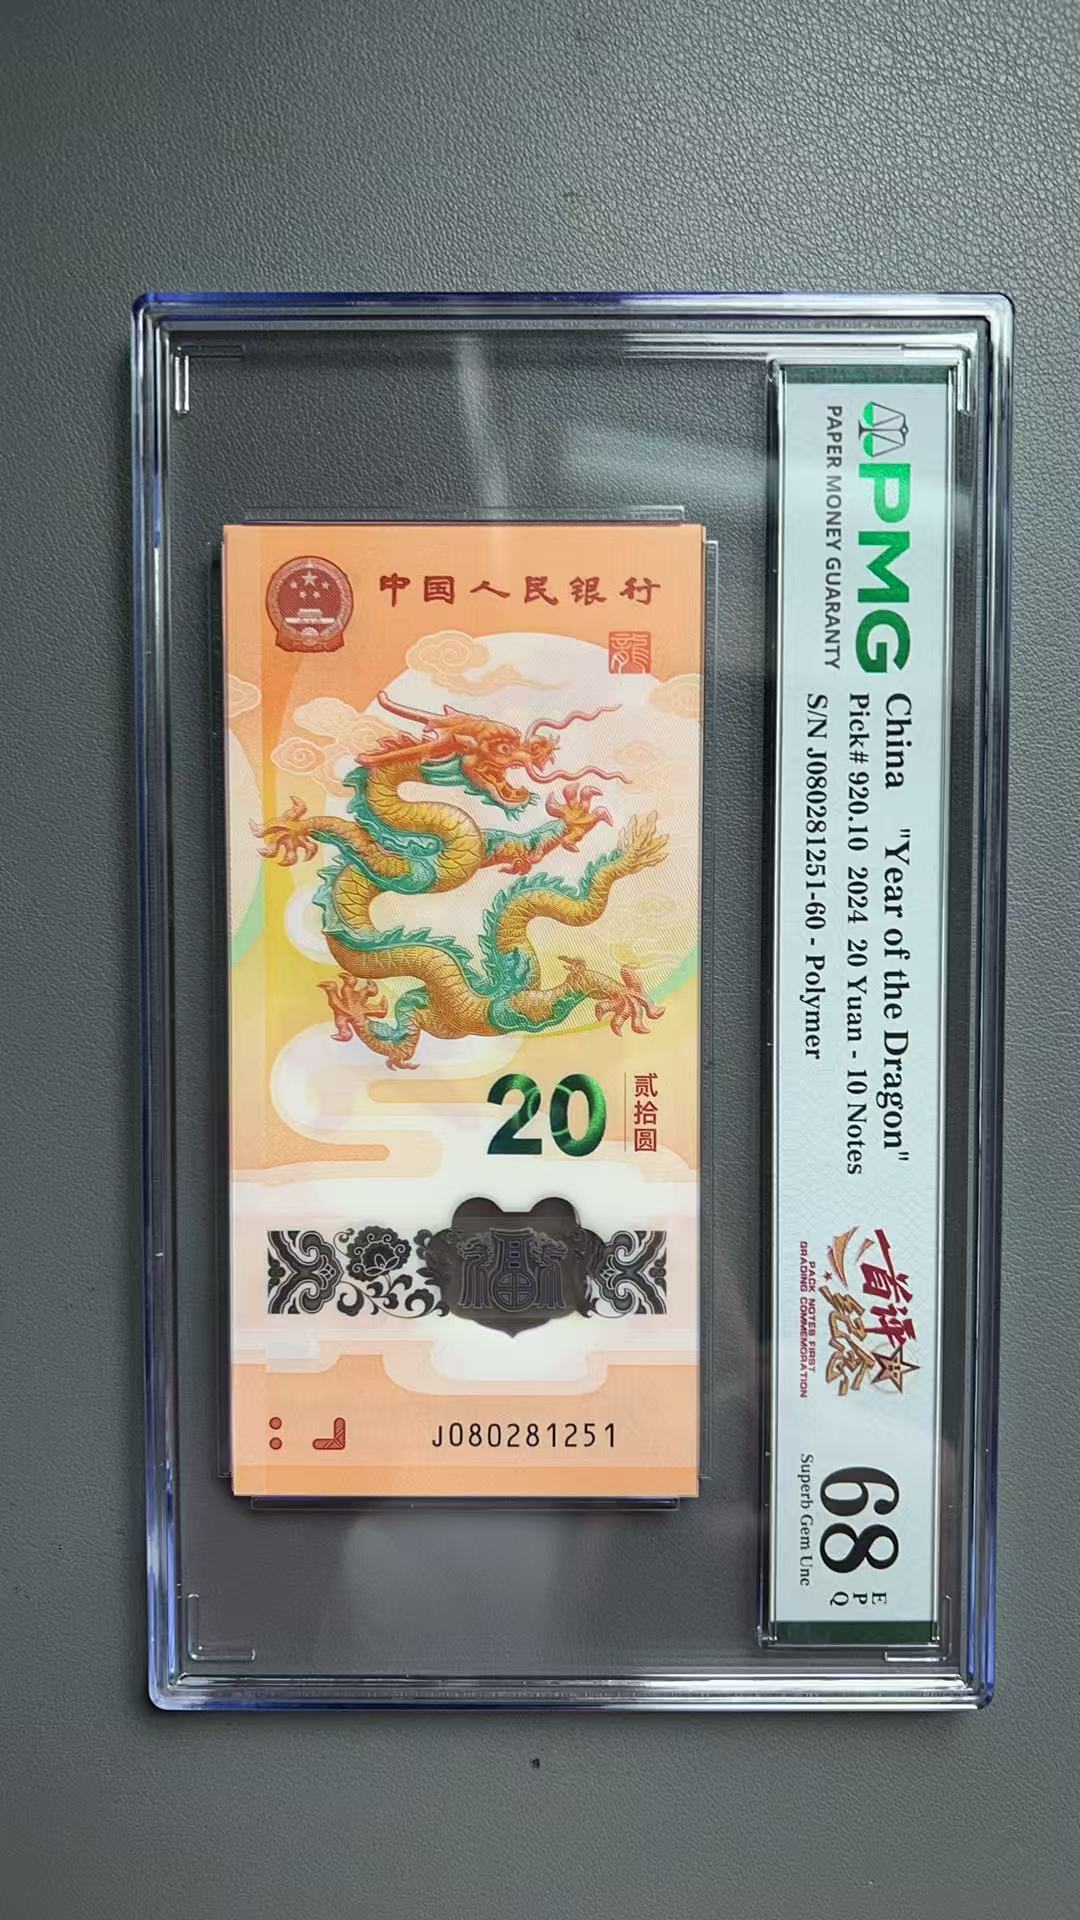 中国人民银行
龍
20
贰拾圆
福
J080281251
PMG
PAPER MONEY GUARANTY
China "Year of the Dragon"
Pick# 920.10 2024 20 Yuan - 10 Notes
S/N J080281251-60 - Polymer
首评
纪念
PACK NOTES FIRST
GRADING COMMEMORATION
68
EPQ
Superb Gem Unc